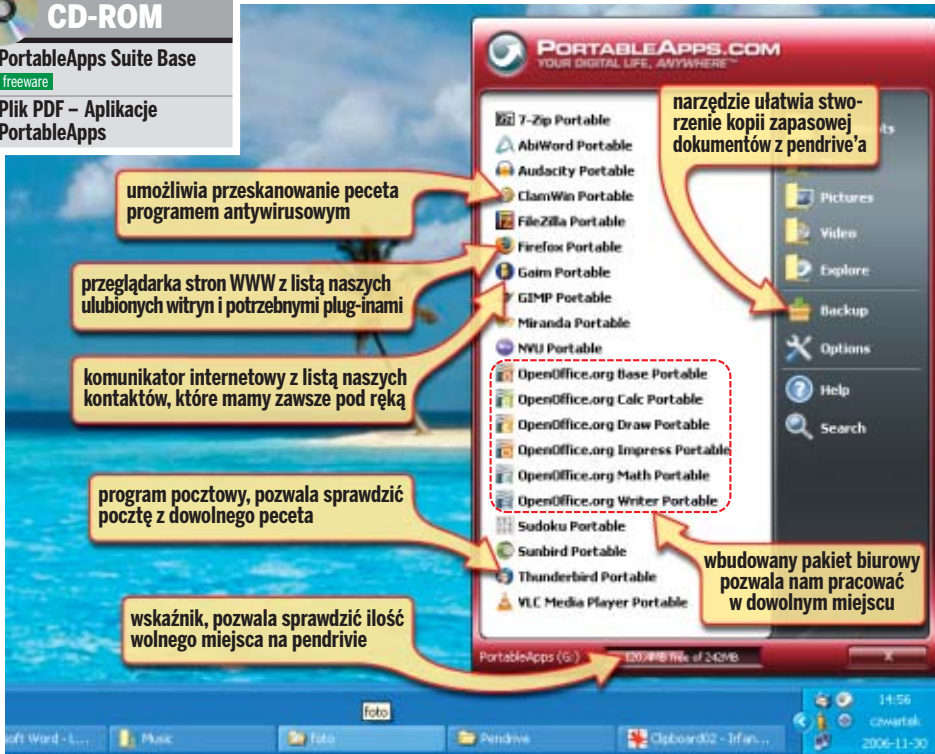 CD-ROM
PortableApps Suite Base
freeware
Plik PDF – Aplikacje
PortableApps
PORTABLEAPPS.COM
YOUR DIGITAL LIFE, ANYWHERE™
7-Zip Portable
AbiWord Portable
Audacity Portable
ClamWin Portable
FileZilla Portable
Firefox Portable
Gaim Portable
GIMP Portable
Miranda Portable
NVU Portable
OpenOffice.org Base Portable
OpenOffice.org Calc Portable
OpenOffice.org Draw Portable
OpenOffice.org Impress Portable
OpenOffice.org Math Portable
OpenOffice.org Writer Portable
Sudoku Portable
Sunbird Portable
Thunderbird Portable
VLC Media Player Portable
narzędzie ułatwia stwo-
rzenie kopii zapasowej
dokumentów z pendrive'a
Pictures
Video
Explore
Backup
Options
Help
Search
umożliwia przeskanowanie peceta
programem antywirusowym
przeglądarka stron WWW z listą naszych
ulubionych witryn i potrzebnymi plug-inami
komunikator internetowy z listą naszych
kontaktów, które mamy zawsze pod ręką
program pocztowy, pozwala sprawdzić
pocztę z dowolnego peceta
wbudowany pakiet biurowy
pozwala nam pracować
w dowolnym miejscu
wskaźnik, pozwala sprawdzić ilość
wolnego miejsca na pendrivie
PortableApps (G:)
free of 242MB
X
foto
soft Word - L...
Music
foto
Pendrive
Clipboard02 - Irfan...
14:56
czwartek
2006-11-30